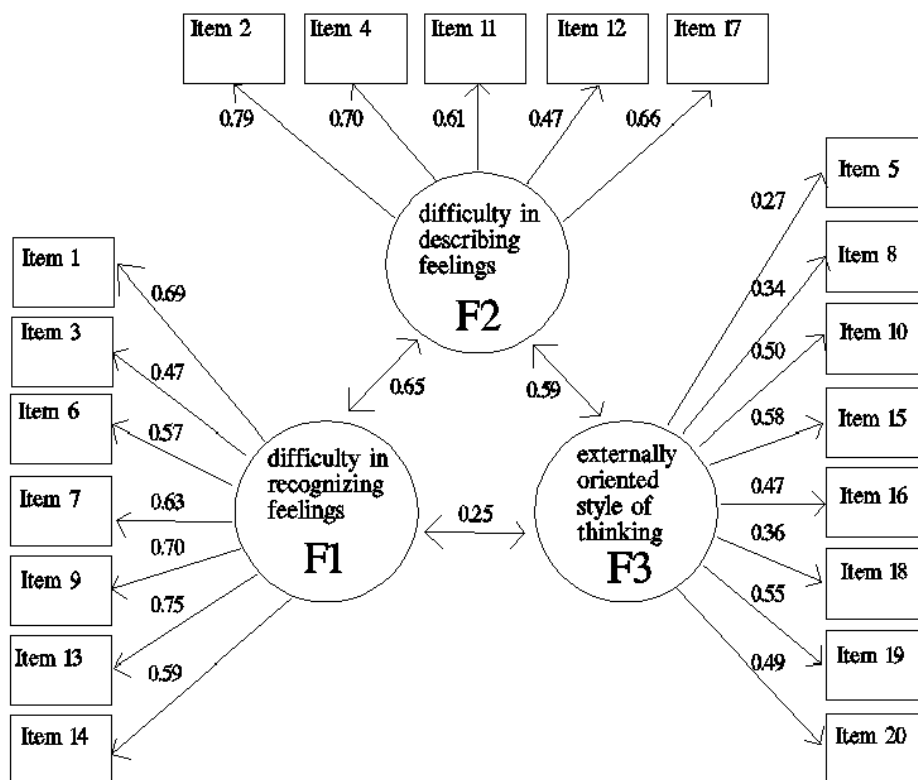 Item 2
Item 4
Item 11
Item 12
Item 17
0.79
0.70
0.61
0.47
0.66
difficulty in
describing
feelings
F2
Item 1
Item 3
Item 6
Item 7
Item 9
Item 13
Item 14
0.69
0.47
0.57
0.63
0.70
0.75
0.59
difficulty in
recognizing
feelings
F1
0.65
0.59
0.25
externally
oriented
style of
thinking
F3
0.27
0.34
0.50
0.58
0.47
0.36
0.55
0.49
Item 5
Item 8
Item 10
Item 15
Item 16
Item 18
Item 19
Item 20